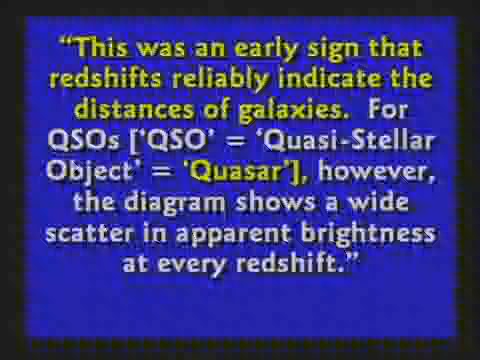 “This was an early sign that
redshifts reliably indicate the
distances of galaxies. For
QSOs [‘QSO’ = ‘Quasi-Stellar
Object’ = ‘Quasar’], however,
the diagram shows a wide
scatter in apparent brightness
at every redshift.”